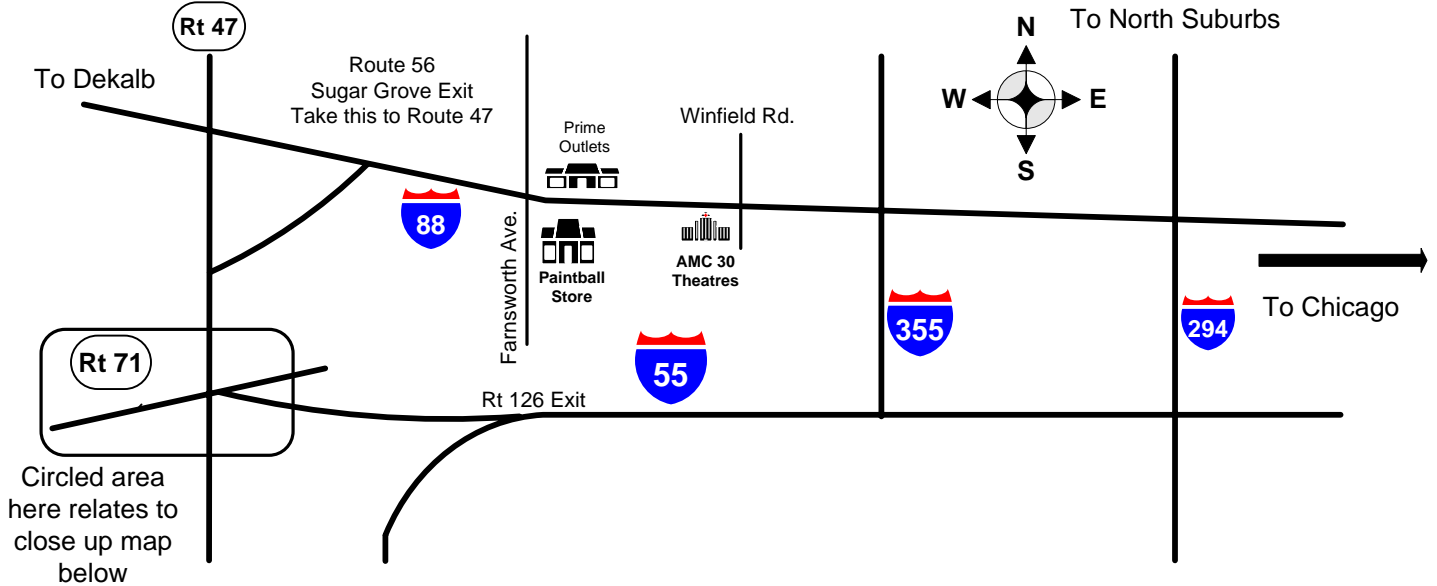 Rt 47
To North Suburbs
To Dekalb
Route 56
Sugar Grove Exit
Take this to Route 47
N
W
E
S
Prime
Outlets
Winfield Rd.
88
Farnsworth Ave.
Paintball
Store
AMC 30
Theatres
To Chicago
355
294
55
Rt 71
Rt 126 Exit
Circled area
here relates to
close up map
below